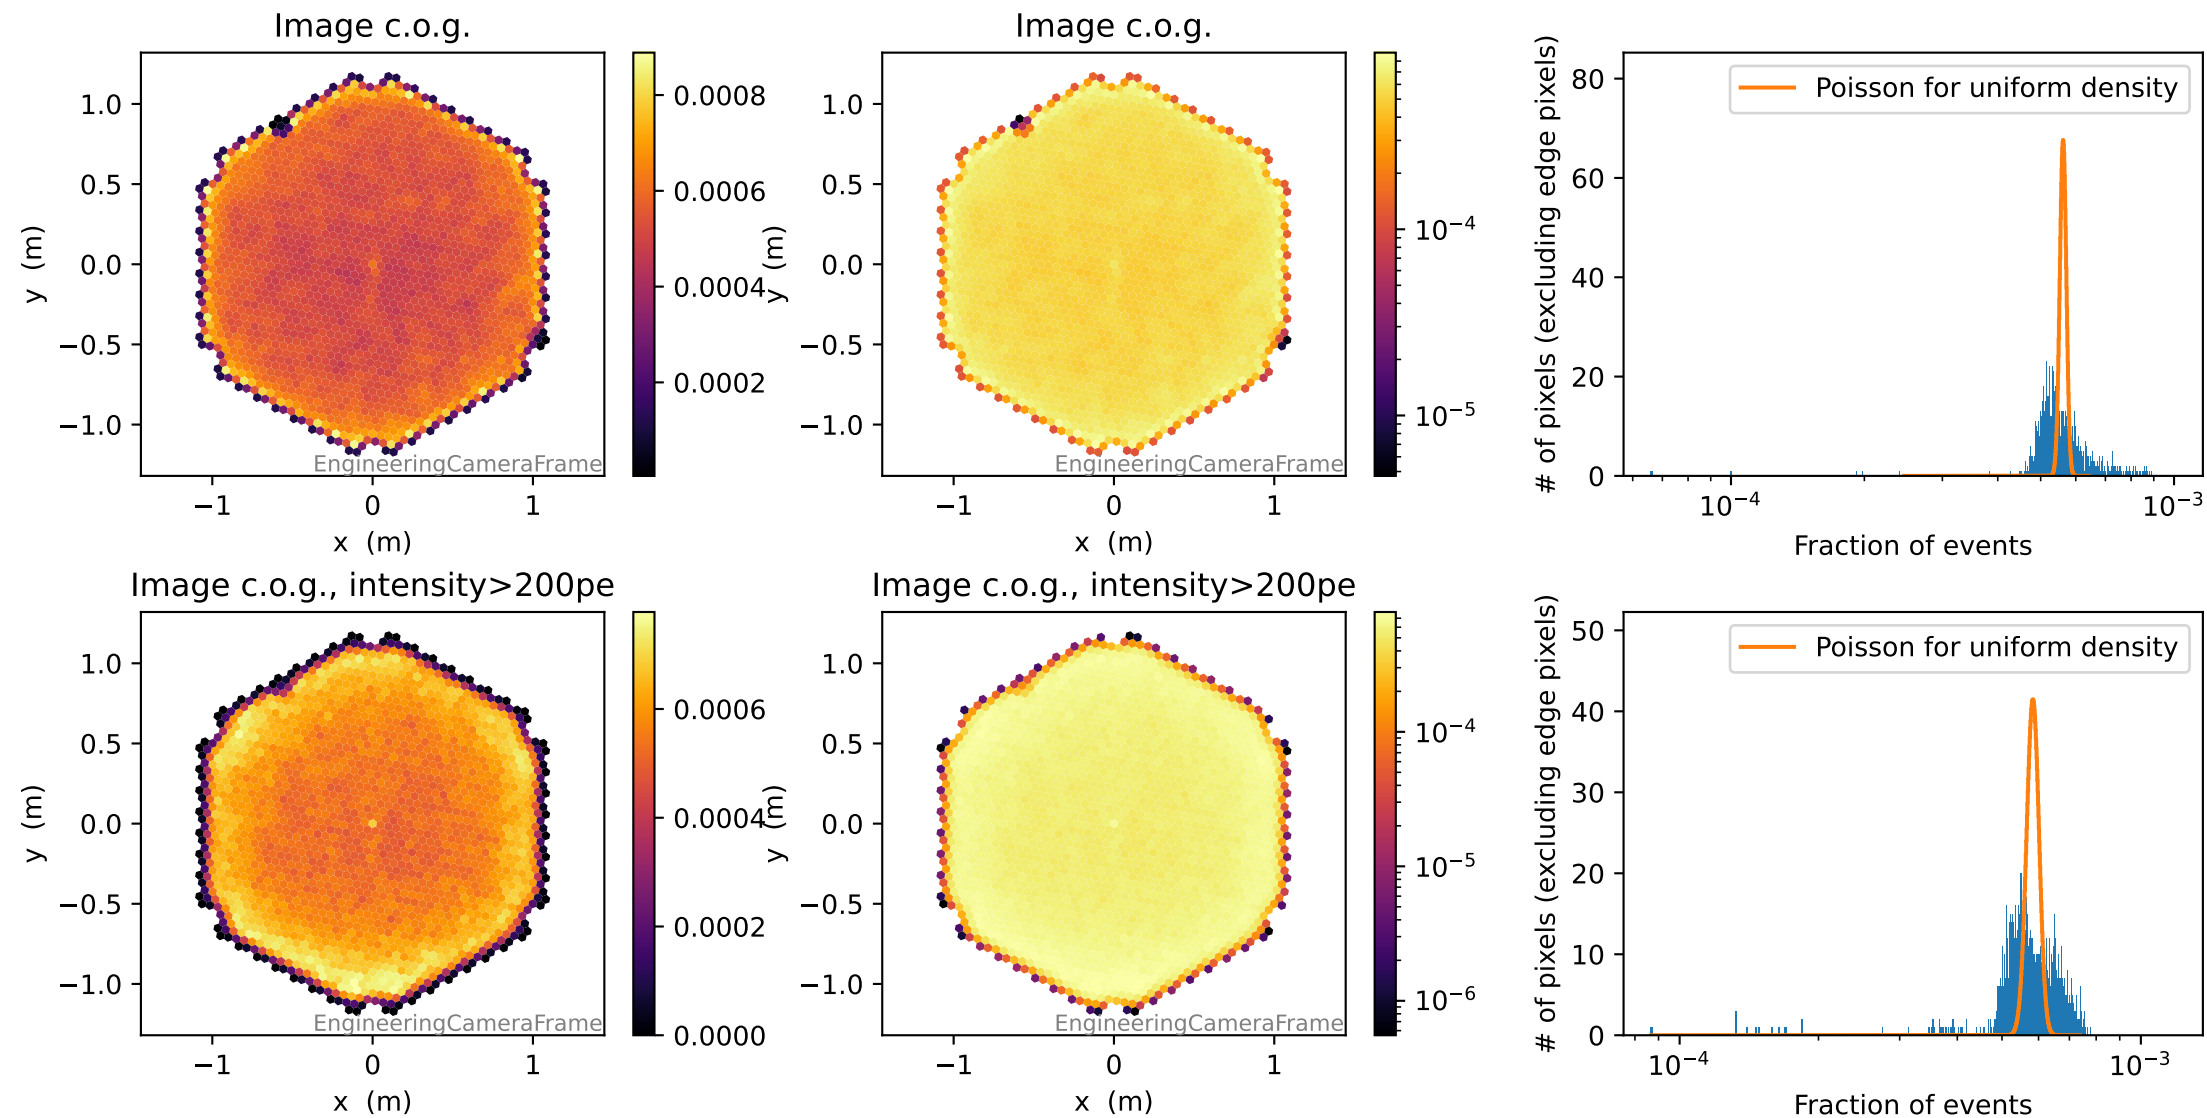 Image c.o.g.
1.0
0.5
0.0
−0.5
−1.0
y (m)
−1
0
1
x (m)
EngineeringCameraFrame
0.0008
0.0006
0.0004
0.0002
Image c.o.g.
1.0
0.5
0.0
−0.5
−1.0
y (m)
−1
0
1
x (m)
EngineeringCameraFrame
10⁻⁴
10⁻⁵
80
60
40
20
0
# of pixels (excluding edge pixels)
Poisson for uniform density
10⁻⁴
10⁻³
Fraction of events
Image c.o.g., intensity>200pe
1.0
0.5
0.0
−0.5
−1.0
y (m)
−1
0
1
x (m)
EngineeringCameraFrame
0.0006
0.0004
0.0002
0.0000
Image c.o.g., intensity>200pe
1.0
0.5
0.0
−0.5
−1.0
y (m)
−1
0
1
x (m)
EngineeringCameraFrame
10⁻⁴
10⁻⁵
10⁻⁶
50
40
30
20
10
0
# of pixels (excluding edge pixels)
Poisson for uniform density
10⁻⁴
10⁻³
Fraction of events